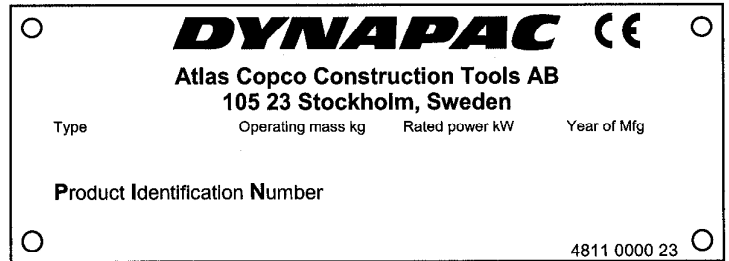 DYNAPAC CE
Atlas Copco Construction Tools AB
105 23 Stockholm, Sweden
Type Operating mass kg Rated power kW Year of Mfg
Product Identification Number
4811 0000 23